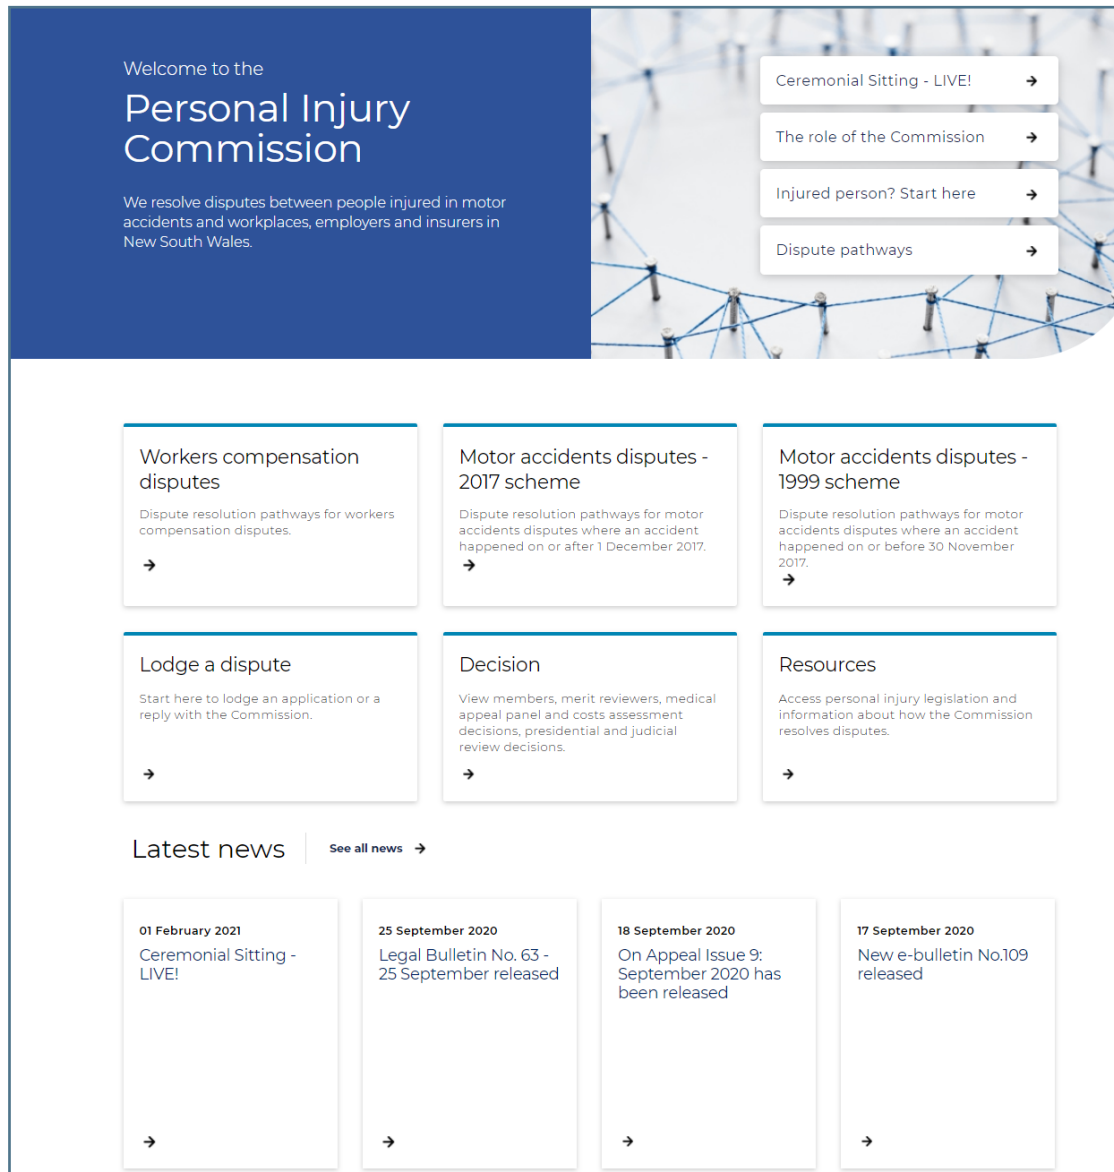 Welcome to the
Personal Injury
Commission
We resolve disputes between people injured in motor
accidents and workplaces, employers and insurers in
New South Wales.
Ceremonial Sitting - LIVE!
The role of the Commission
Injured person? Start here
Dispute pathways
Workers compensation
disputes
Dispute resolution pathways for workers
compensation disputes.
Motor accidents disputes -
2017 scheme
Dispute resolution pathways for motor
accidents disputes where an accident
happened on or after 1 December 2017.
Motor accidents disputes -
1999 scheme
Dispute resolution pathways for motor
accidents disputes where an accident
happened on or before 30 November
2017.
Lodge a dispute
Start here to lodge an application or a
reply with the Commission.
Decision
View members, merit reviewers, medical
appeal panel and costs assessment
decisions, presidential and judicial
review decisions.
Resources
Access personal injury legislation and
information about how the Commission
resolves disputes.
Latest news
See all news
01 February 2021
Ceremonial Sitting -
LIVE!
25 September 2020
Legal Bulletin No. 63 -
25 September released
18 September 2020
On Appeal Issue 9:
September 2020 has
been released
17 September 2020
New e-bulletin No.109
released